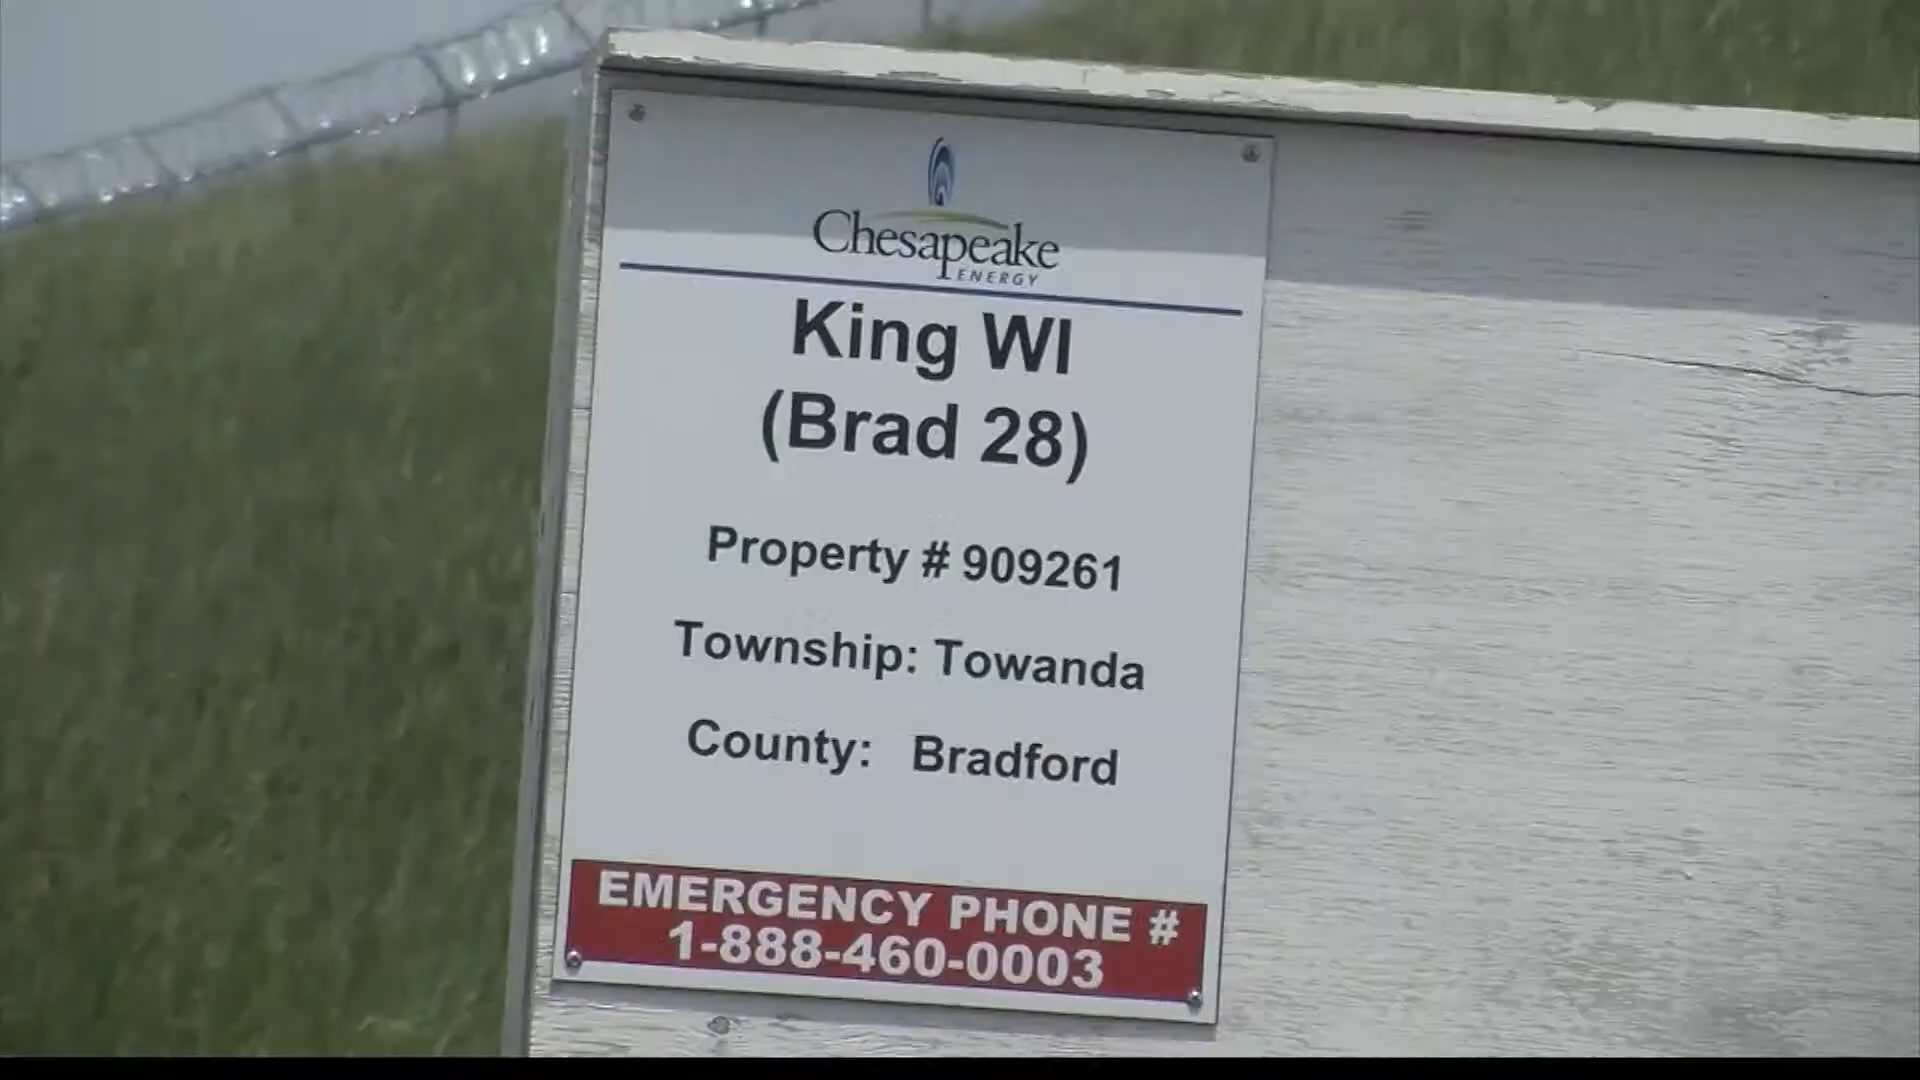 Chesapeake
ENERGY
King WI
(Brad 28)
Property # 909261
Township: Towanda
County: Bradford
EMERGENCY PHONE #
1-888-460-0003